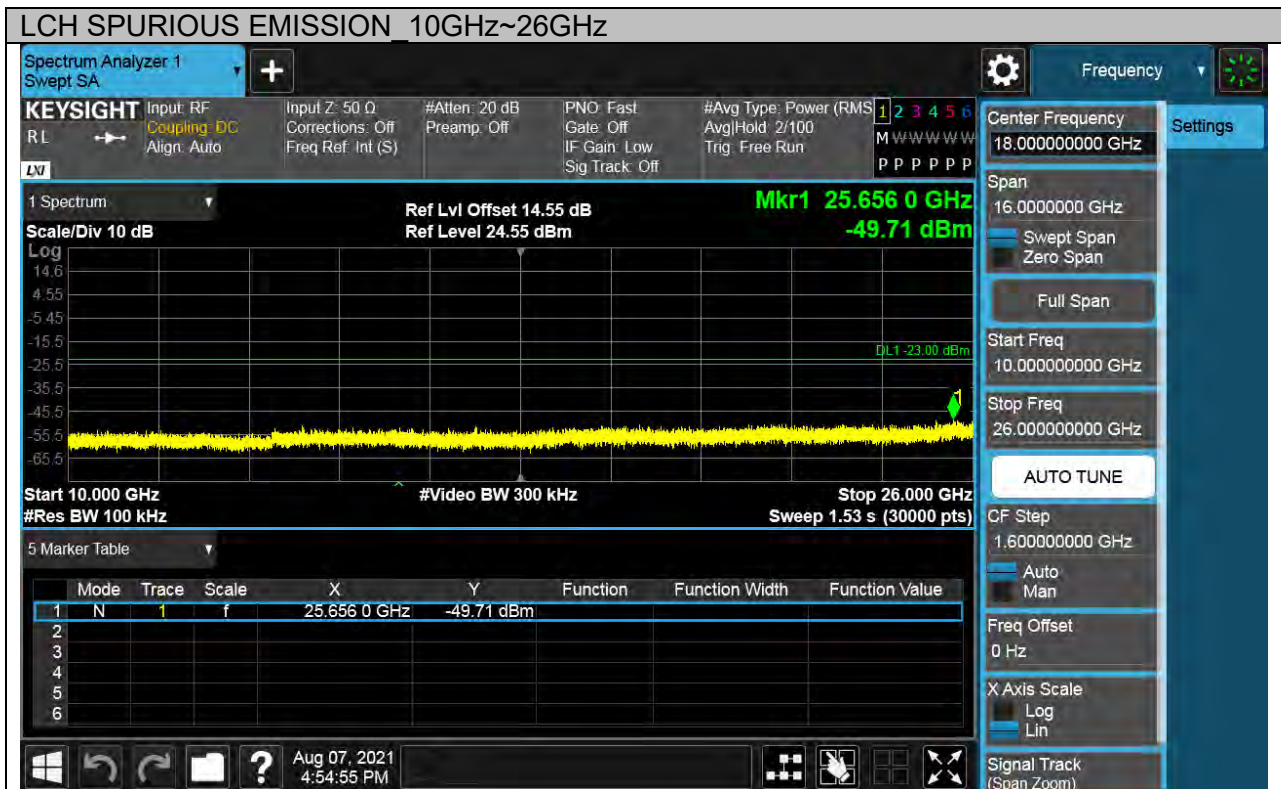 LCH SPURIOUS EMISSION_10GHz~26GHz
Spectrum Analyzer 1
Swept SA
+
Frequency
KEYSIGHT
RL
LXI
Input: RF
Coupling: DC
Align: Auto
Input Z: 50 Ω
Corrections: Off
Freq Ref: Int (S)
#Atten: 20 dB
Preamp: Off
PNO: Fast
Gate: Off
IF Gain: Low
Sig Track: Off
#Avg Type: Power (RMS
Avg|Hold: 2/100
Trig: Free Run
1 2 3 4 5 6
M W W W W W
P P P P P P
1 Spectrum
Scale/Div 10 dB
Ref Lvl Offset 14.55 dB
Ref Level 24.55 dBm
Mkr1 25.656 0 GHz
-49.71 dBm
Log
14.6
4.55
-5.45
-15.5
-25.5
-35.5
-45.5
-55.5
-65.5
DL1 -23.00 dBm
1
Start 10.000 GHz
#Res BW 100 kHz
#Video BW 300 kHz
Stop 26.000 GHz
Sweep 1.53 s (30000 pts)
5 Marker Table
Mode Trace Scale X Y Function Function Width Function Value
1 N 1 f 25.656 0 GHz -49.71 dBm
2
3
4
5
6
?
Aug 07, 2021
4:54:55 PM
Center Frequency
18.000000000 GHz
Span
16.0000000 GHz
Swept Span
Zero Span
Full Span
Start Freq
10.000000000 GHz
Stop Freq
26.000000000 GHz
AUTO TUNE
CF Step
1.600000000 GHz
Auto
Man
Freq Offset
0 Hz
X Axis Scale
Log
Lin
Signal Track
(Span Zoom)
Settings